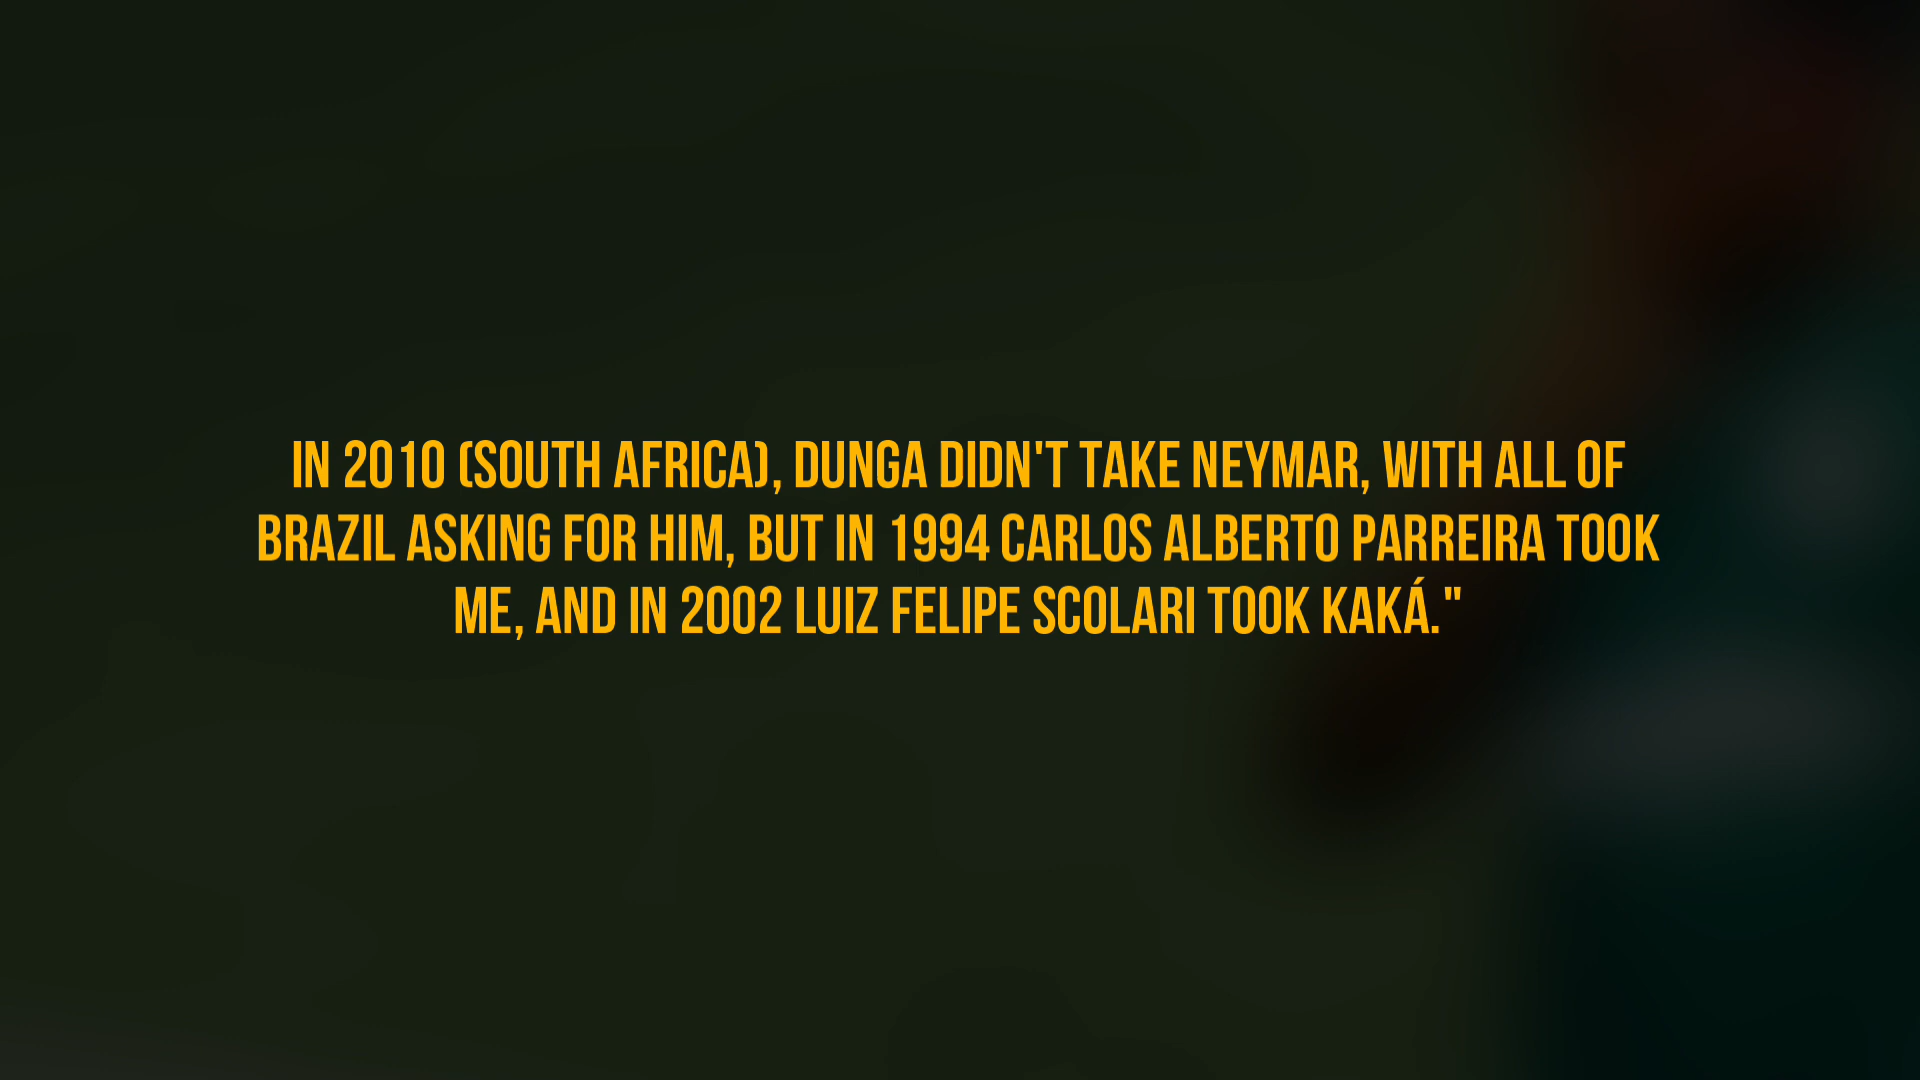 IN 2010 (SOUTH AFRICA), DUNGA DIDN'T TAKE NEYMAR, WITH ALL OF
BRAZIL ASKING FOR HIM, BUT IN 1994 CARLOS ALBERTO PARREIRA TOOK
ME, AND IN 2002 LUIZ FELIPE SCOLARI TOOK KAKÁ."